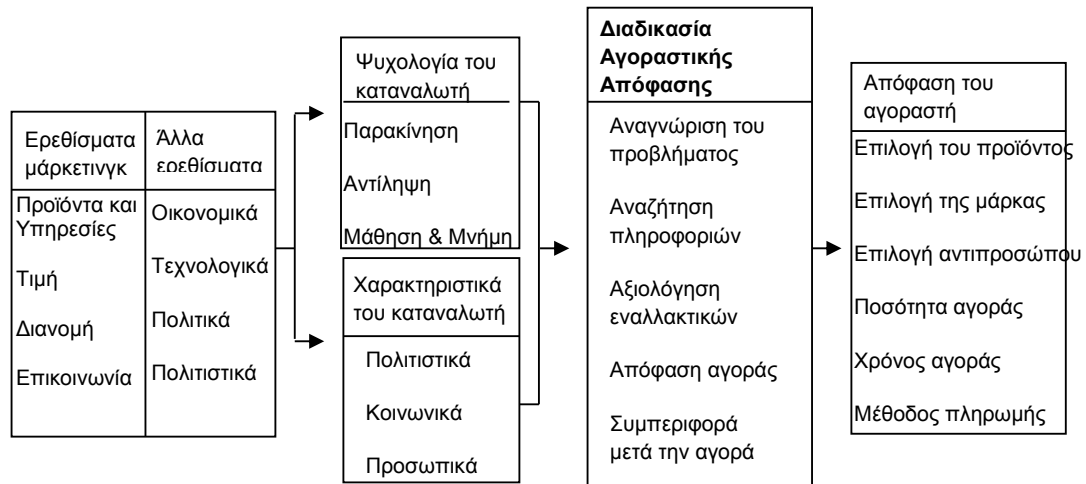 Ερεθίσματα
μάρκετινγκ
Προϊόντα και
Υπηρεσίες
Τιμή
Διανομή
Επικοινωνία
Άλλα
ερεθίσματα
Οικονομικά
Τεχνολογικά
Πολιτικά
Πολιτιστικά
Ψυχολογία του
καταναλωτή
Παρακίνηση
Αντίληψη
Μάθηση & Μνήμη
Χαρακτηριστικά
του καταναλωτή
Πολιτιστικά
Κοινωνικά
Προσωπικά
Διαδικασία
Αγοραστικής
Απόφασης
Αναγνώριση του
προβλήματος
Αναζήτηση
πληροφοριών
Αξιολόγηση
εναλλακτικών
Απόφαση αγοράς
Συμπεριφορά
μετά την αγορά
Απόφαση του
αγοραστή
Επιλογή του προϊόντος
Επιλογή της μάρκας
Επιλογή αντιπροσώπου
Ποσότητα αγοράς
Χρόνος αγοράς
Μέθοδος πληρωμής